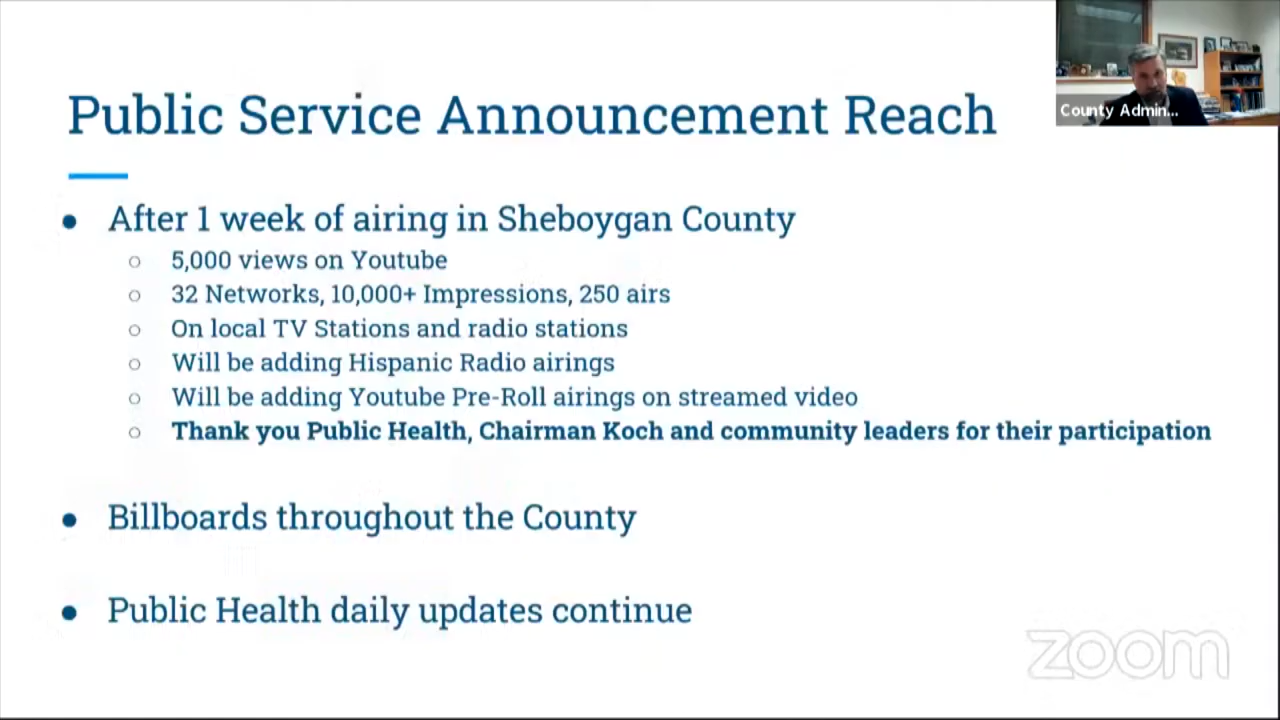 Public Service Announcement Reach
County Admin...
● After 1 week of airing in Sheboygan County
○ 5,000 views on Youtube
○ 32 Networks, 10,000+ Impressions, 250 airs
○ On local TV Stations and radio stations
○ Will be adding Hispanic Radio airings
○ Will be adding Youtube Pre-Roll airings on streamed video
○ Thank you Public Health, Chairman Koch and community leaders for their participation
● Billboards throughout the County
● Public Health daily updates continue
zoom